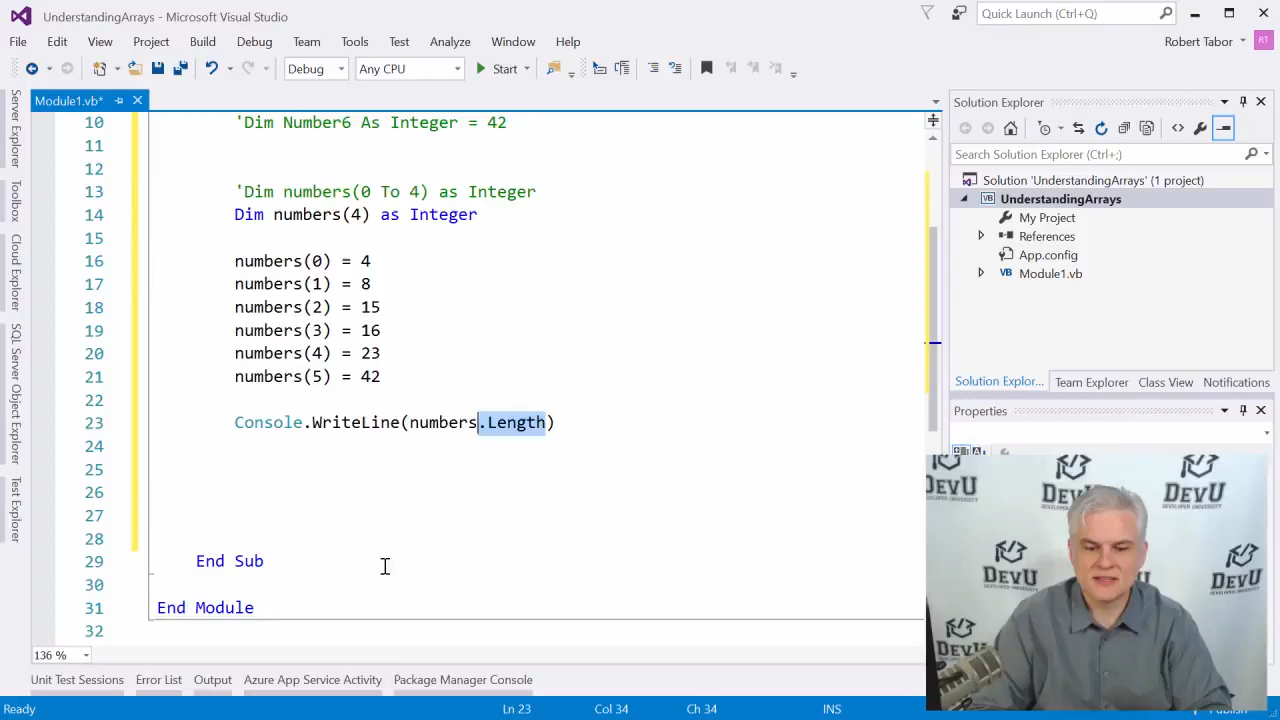 UnderstandingArrays - Microsoft Visual Studio
Quick Launch (Ctrl+Q)
File Edit View Project Build Debug Team Tools Test Analyze Window Help
Robert Tabor
RT
Debug
Any CPU
Start
Module1.vb*
Solution Explorer
Server Explorer
Toolbox
Cloud Explorer
SQL Server Object Explorer
Test Explorer
10 'Dim Number6 As Integer = 42
11
12
13 'Dim numbers(0 To 4) as Integer
14 Dim numbers(4) as Integer
15
16 numbers(0) = 4
17 numbers(1) = 8
18 numbers(2) = 15
19 numbers(3) = 16
20 numbers(4) = 23
21 numbers(5) = 42
22
23 Console.WriteLine(numbers.Length)
24
25
26
27
28
29 End Sub
30
31 End Module
32
Search Solution Explorer (Ctrl+;)
Solution 'UnderstandingArrays' (1 project)
VB UnderstandingArrays
My Project
References
App.config
VB Module1.vb
Solution Explor... Team Explorer Class View Notifications
Properties
DEVU
DEVELOPER UNIVERSITY
DEVU
DEVU
DEVU
DEVU
136 %
Unit Test Sessions Error List Output Azure App Service Activity Package Manager Console
Ready Ln 23 Col 34 Ch 34 INS